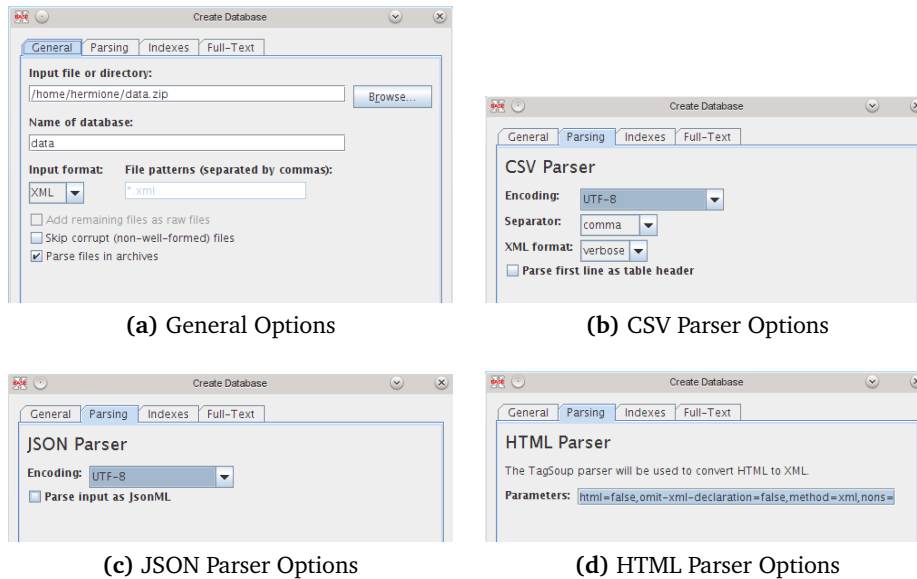 BASE Create Database
General Parsing Indexes Full-Text
Input file or directory:
/home/hermione/data.zip Browse...
Name of database:
data
Input format: File patterns (separated by commas):
XML *.xml
Add remaining files as raw files
Skip corrupt (non-well-formed) files
Parse files in archives
(a) General Options
BASE Create Database
General Parsing Indexes Full-Text
CSV Parser
Encoding: UTF-8
Separator: comma
XML format: verbose
Parse first line as table header
(b) CSV Parser Options
BASE Create Database
General Parsing Indexes Full-Text
JSON Parser
Encoding: UTF-8
Parse input as JsonML
(c) JSON Parser Options
BASE Create Database
General Parsing Indexes Full-Text
HTML Parser
The TagSoup parser will be used to convert HTML to XML.
Parameters: html=false,omit-xml-declaration=false,method=xml,nons=
(d) HTML Parser Options